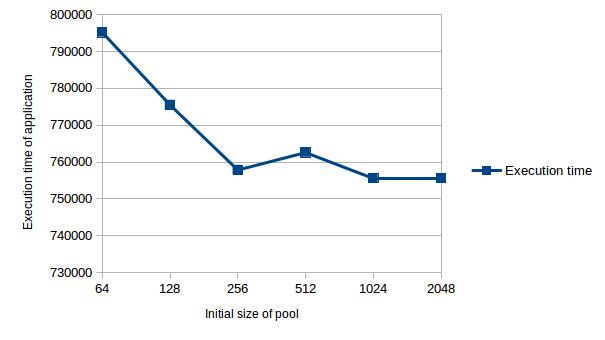 800000
790000
780000
770000
760000
750000
740000
730000
64 128 256 512 1024 2048
Initial size of pool
Execution time of application
Execution time